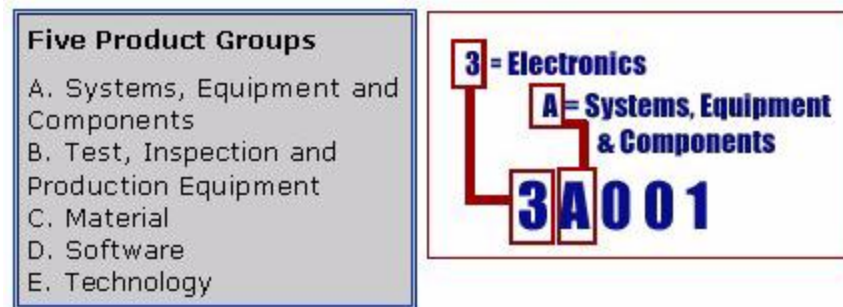 Five Product Groups
A. Systems, Equipment and
Components
B. Test, Inspection and
Production Equipment
C. Material
D. Software
E. Technology
3 = Electronics
A = Systems, Equipment
& Components
3A001